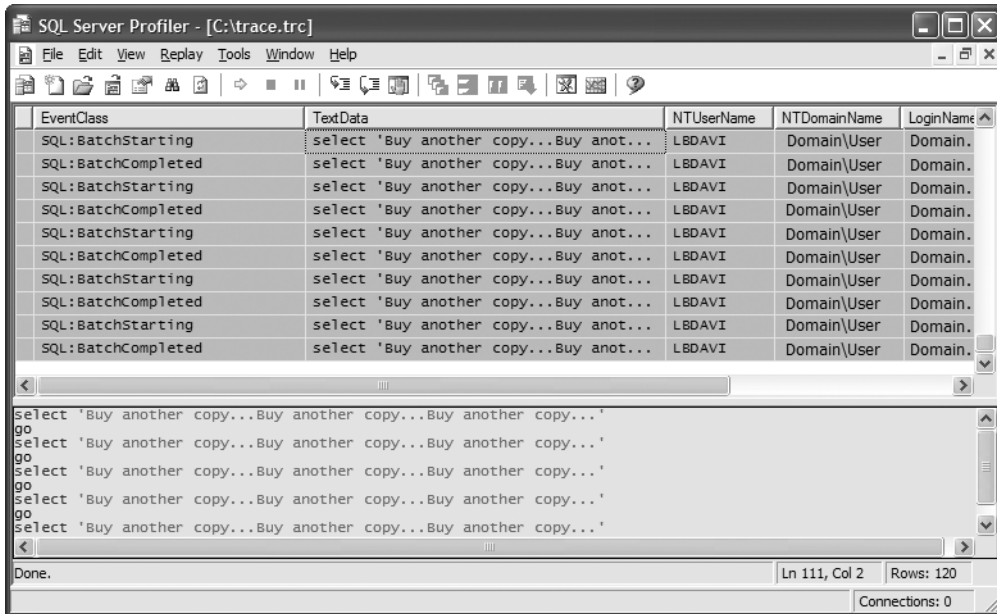 SQL Server Profiler - [C:\trace.trc]
File Edit View Replay Tools Window Help
EventClass TextData NTUserName NTDomainName LoginName
SQL:BatchStarting select 'Buy another copy...Buy anot... LBDAVI Domain\User Domain.
SQL:BatchCompleted select 'Buy another copy...Buy anot... LBDAVI Domain\User Domain.
SQL:BatchStarting select 'Buy another copy...Buy anot... LBDAVI Domain\User Domain.
SQL:BatchCompleted select 'Buy another copy...Buy anot... LBDAVI Domain\User Domain.
SQL:BatchStarting select 'Buy another copy...Buy anot... LBDAVI Domain\User Domain.
SQL:BatchCompleted select 'Buy another copy...Buy anot... LBDAVI Domain\User Domain.
SQL:BatchStarting select 'Buy another copy...Buy anot... LBDAVI Domain\User Domain.
SQL:BatchCompleted select 'Buy another copy...Buy anot... LBDAVI Domain\User Domain.
SQL:BatchStarting select 'Buy another copy...Buy anot... LBDAVI Domain\User Domain.
SQL:BatchCompleted select 'Buy another copy...Buy anot... LBDAVI Domain\User Domain.
select 'Buy another copy...Buy another copy...Buy another copy...'
go
select 'Buy another copy...Buy another copy...Buy another copy...'
go
select 'Buy another copy...Buy another copy...Buy another copy...'
go
select 'Buy another copy...Buy another copy...Buy another copy...'
go
select 'Buy another copy...Buy another copy...Buy another copy...'
Done. Ln 111, Col 2 Rows: 120
Connections: 0